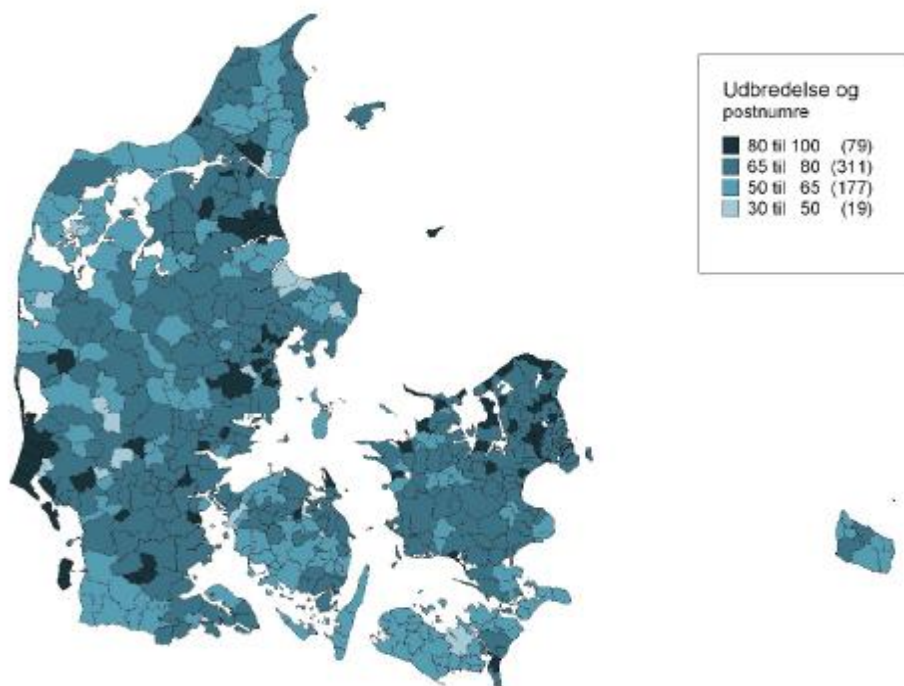 Udbredelse og
postnumre
80 til 100 (79)
65 til 80 (311)
50 til 65 (177)
30 til 50 (19)